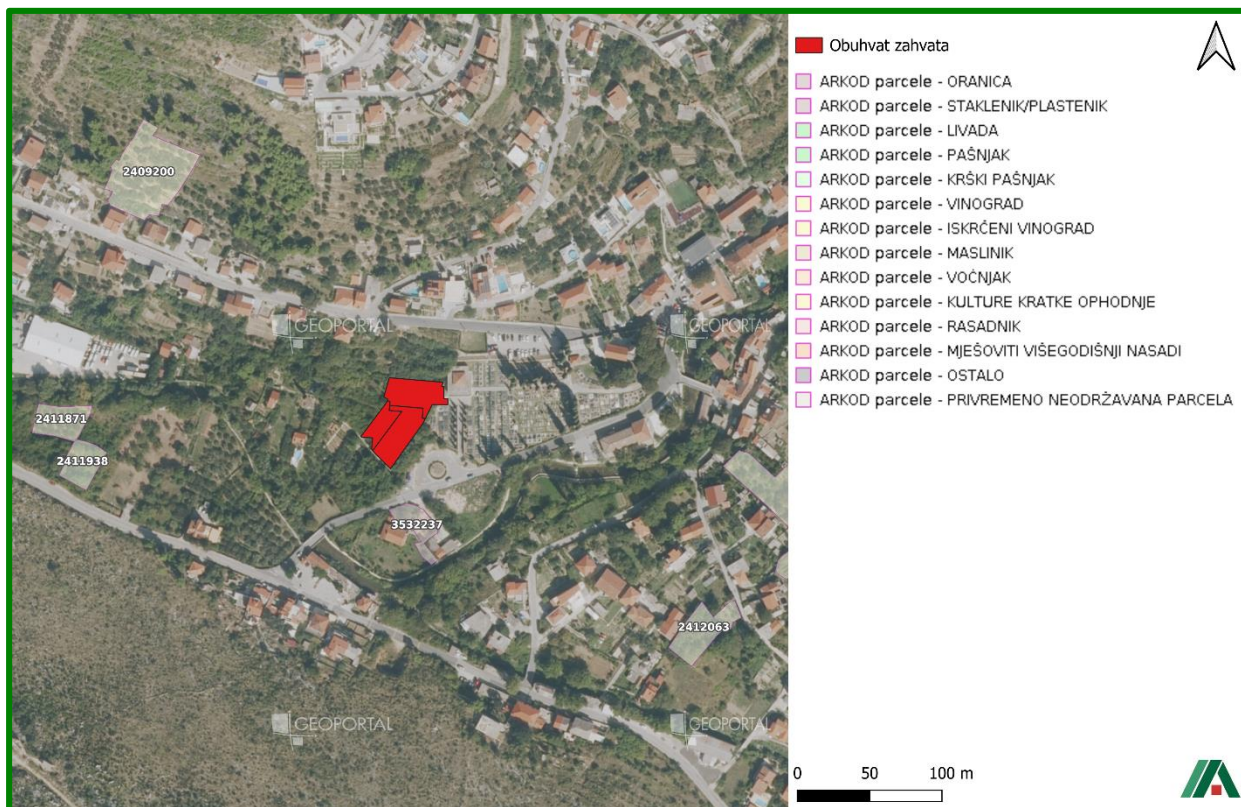 Obuhvat zahvata
ARKOD parcele - ORANICA
ARKOD parcele - STAKLENIK/PLASTENIK
ARKOD parcele - LIVADA
ARKOD parcele - PAŠNJAK
ARKOD parcele - KRŠKI PAŠNJAK
ARKOD parcele - VINOGRAD
ARKOD parcele - ISKRČENI VINOGRAD
ARKOD parcele - MASLINIK
ARKOD parcele - VOĆNJAK
ARKOD parcele - KULTURE KRATKE OPHODNJE
ARKOD parcele - RASADNIK
ARKOD parcele - MJEŠOVITI VIŠEGODIŠNJI NASADI
ARKOD parcele - OSTALO
ARKOD parcele - PRIVREMENO NEODRŽAVANA PARCELA
2409200
GEOPORTAL
GEOPORTAL
2411871
2411938
3532237
2412063
GEOPORTAL
GEOPORTAL
0 50 100 m